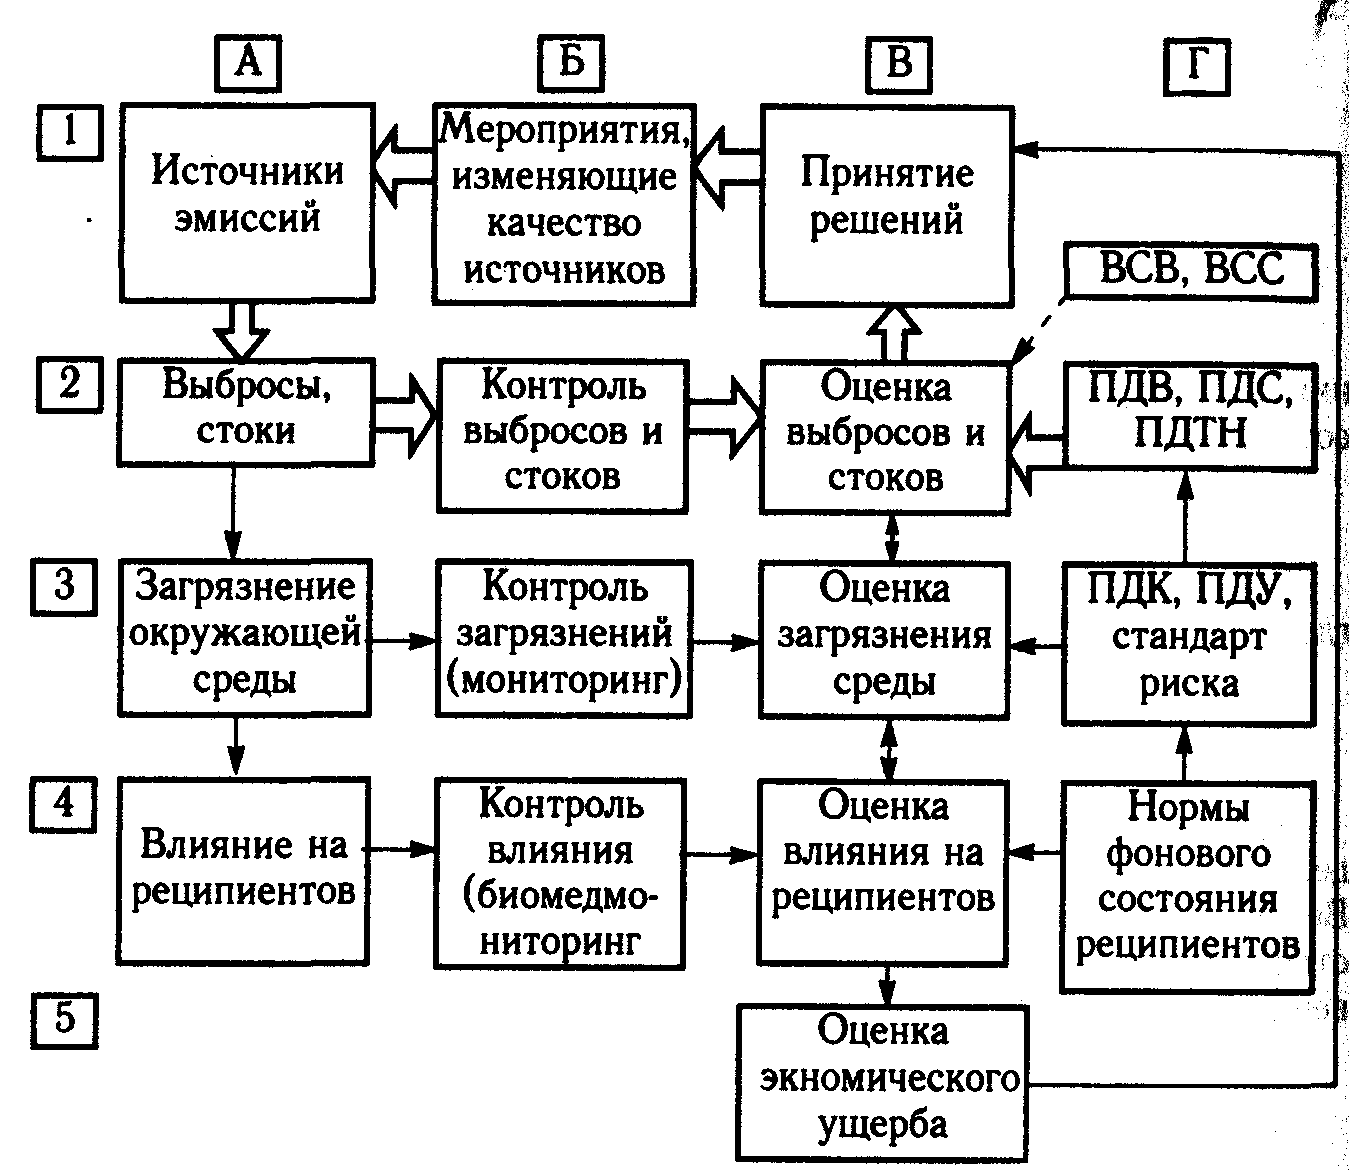 А
Б
В
Г
1
Источники
эмиссий
Мероприятия,
изменяющие
качество
источников
Принятие
решений
ВСВ, ВСС
2
Выбросы,
стоки
Контроль
выбросов и
стоков
Оценка
выбросов и
стоков
ПДВ, ПДС,
ПДТН
3
Загрязнение
окружающей
среды
Контроль
загрязнений
(мониторинг)
Оценка
загрязнения
среды
ПДК, ПДУ,
стандарт
риска
4
Влияние на
реципиентов
Контроль
влияния
(биомедмо-
ниторинг
Оценка
влияния на
реципиентов
Нормы
фонового
состояния
реципиентов
5
Оценка
экномического
ущерба